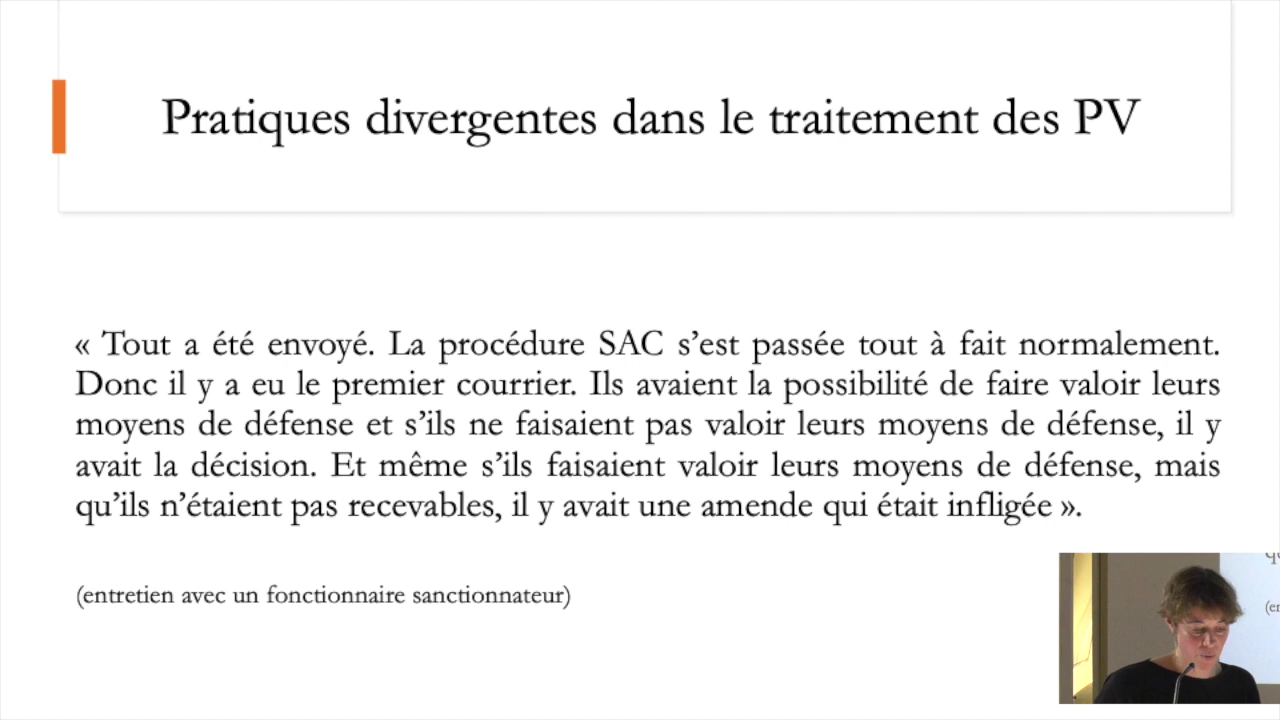 Pratiques divergentes dans le traitement des PV
« Tout a été envoyé. La procédure SAC s’est passée tout à fait normalement.
Donc il y a eu le premier courrier. Ils avaient la possibilité de faire valoir leurs
moyens de défense et s’ils ne faisaient pas valoir leurs moyens de défense, il y
avait la décision. Et même s’ils faisaient valoir leurs moyens de défense, mais
qu’ils n’étaient pas recevables, il y avait une amende qui était infligée ».
(entretien avec un fonctionnaire sanctionnateur)